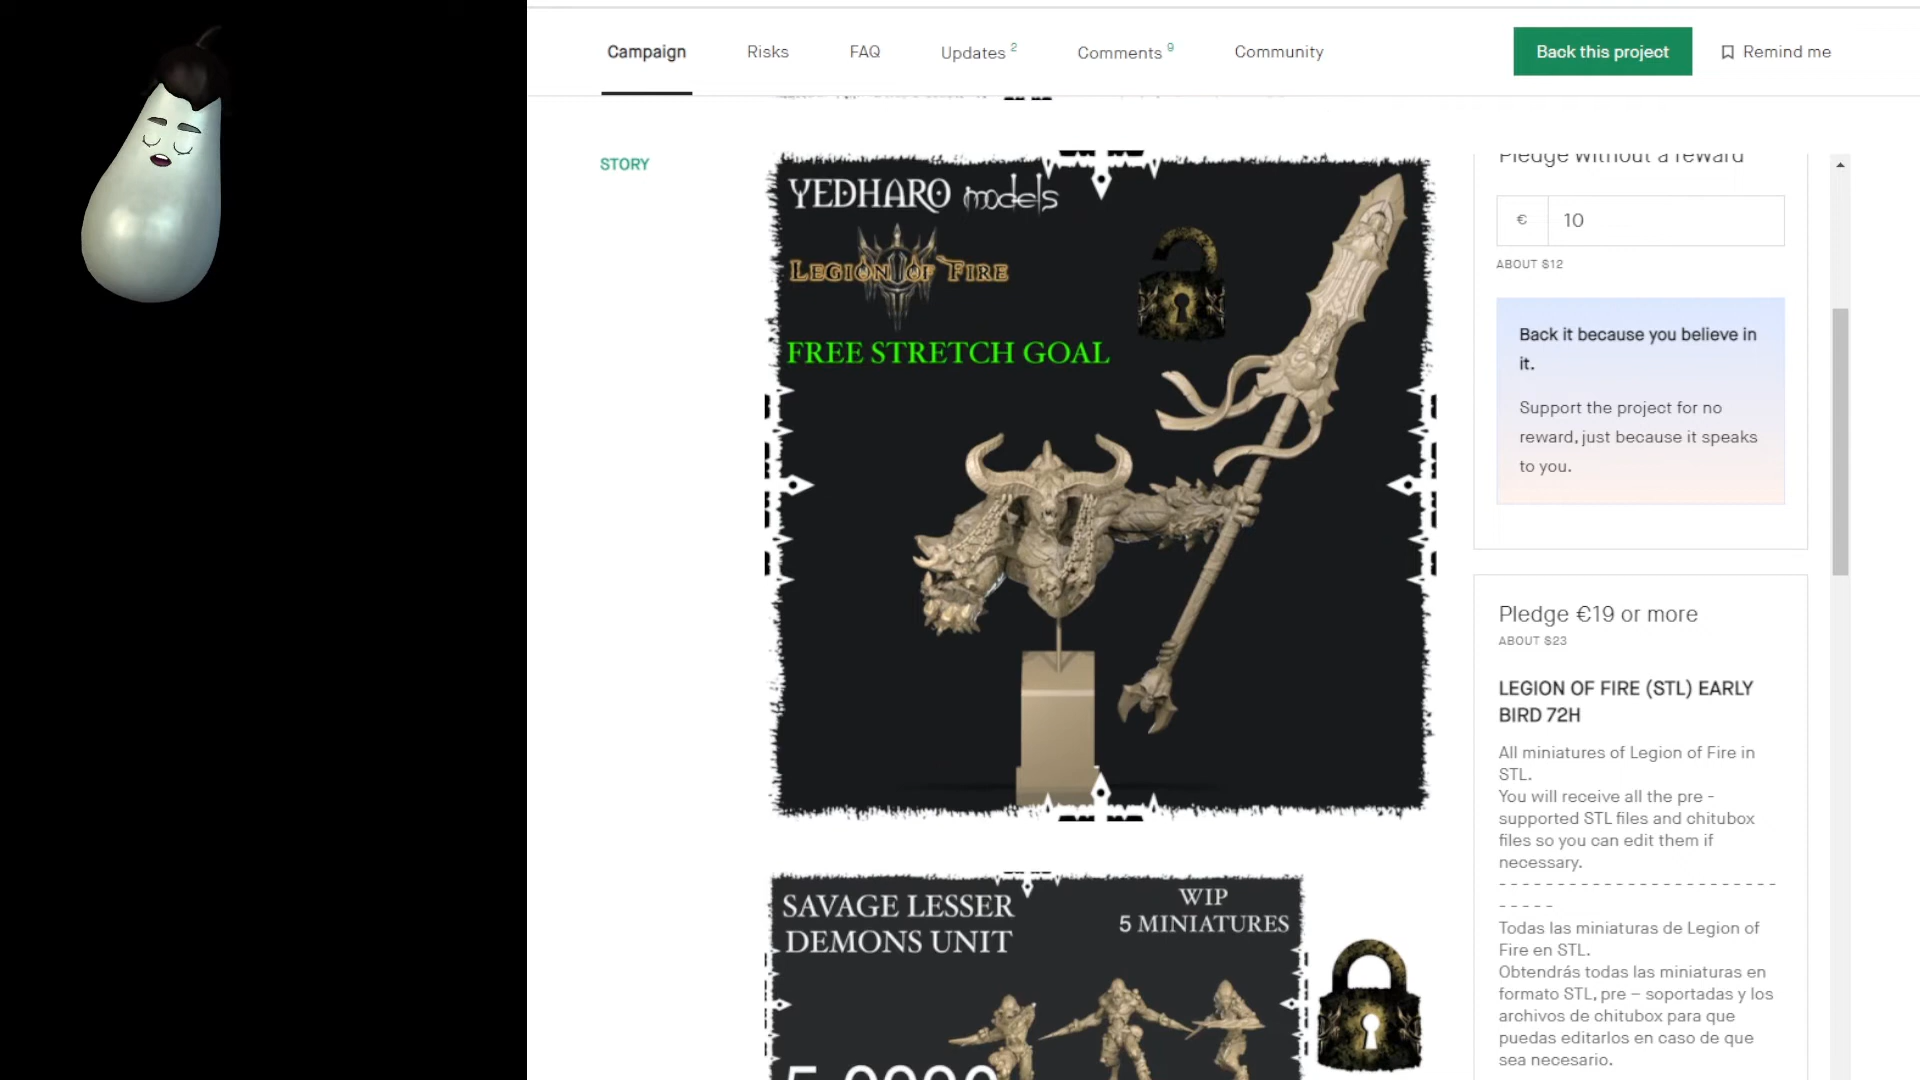 Campaign
Risks
FAQ
Updates 2
Comments 9
Community
Back this project
Remind me
STORY
YEDHARO models
LEGION OF FIRE
FREE STRETCH GOAL
SAVAGE LESSER
DEMONS UNIT
WIP
5 MINIATURES
Pledge without a reward
€
10
ABOUT $12
Back it because you believe in
it.
Support the project for no
reward, just because it speaks
to you.
Pledge €19 or more
ABOUT $23
LEGION OF FIRE (STL) EARLY
BIRD 72H
All miniatures of Legion of Fire in
STL.
You will receive all the pre -
supported STL files and chitubox
files so you can edit them if
necessary.
- - - - - - - - - - - - - - - - - - - - - - - -
- - - - -
Todas las miniaturas de Legion of
Fire en STL.
Obtendrás todas las miniaturas en
formato STL, pre – soportadas y los
archivos de chitubox para que
puedas editarlos en caso de que
sea necesario.